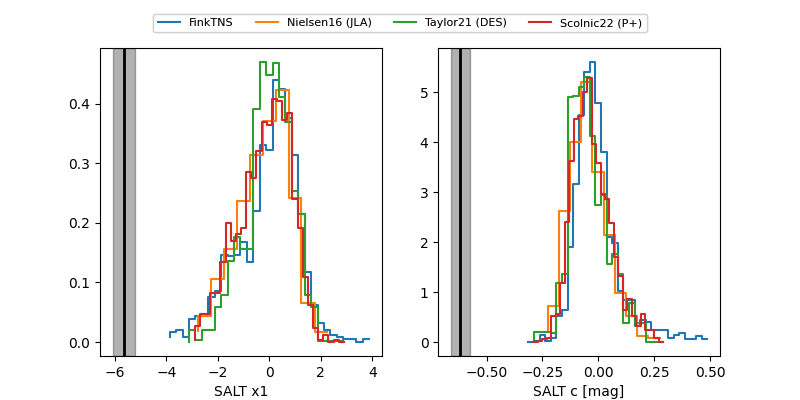 FinkTNS Nielsen16 (JLA) Taylor21 (DES) Scolnic22 (P+)
0.4
0.3
0.2
0.1
0.0
−6 −4 −2 0 2 4
SALT x1
5
4
3
2
1
0
−0.50 −0.25 0.00 0.25 0.50
SALT c [mag]